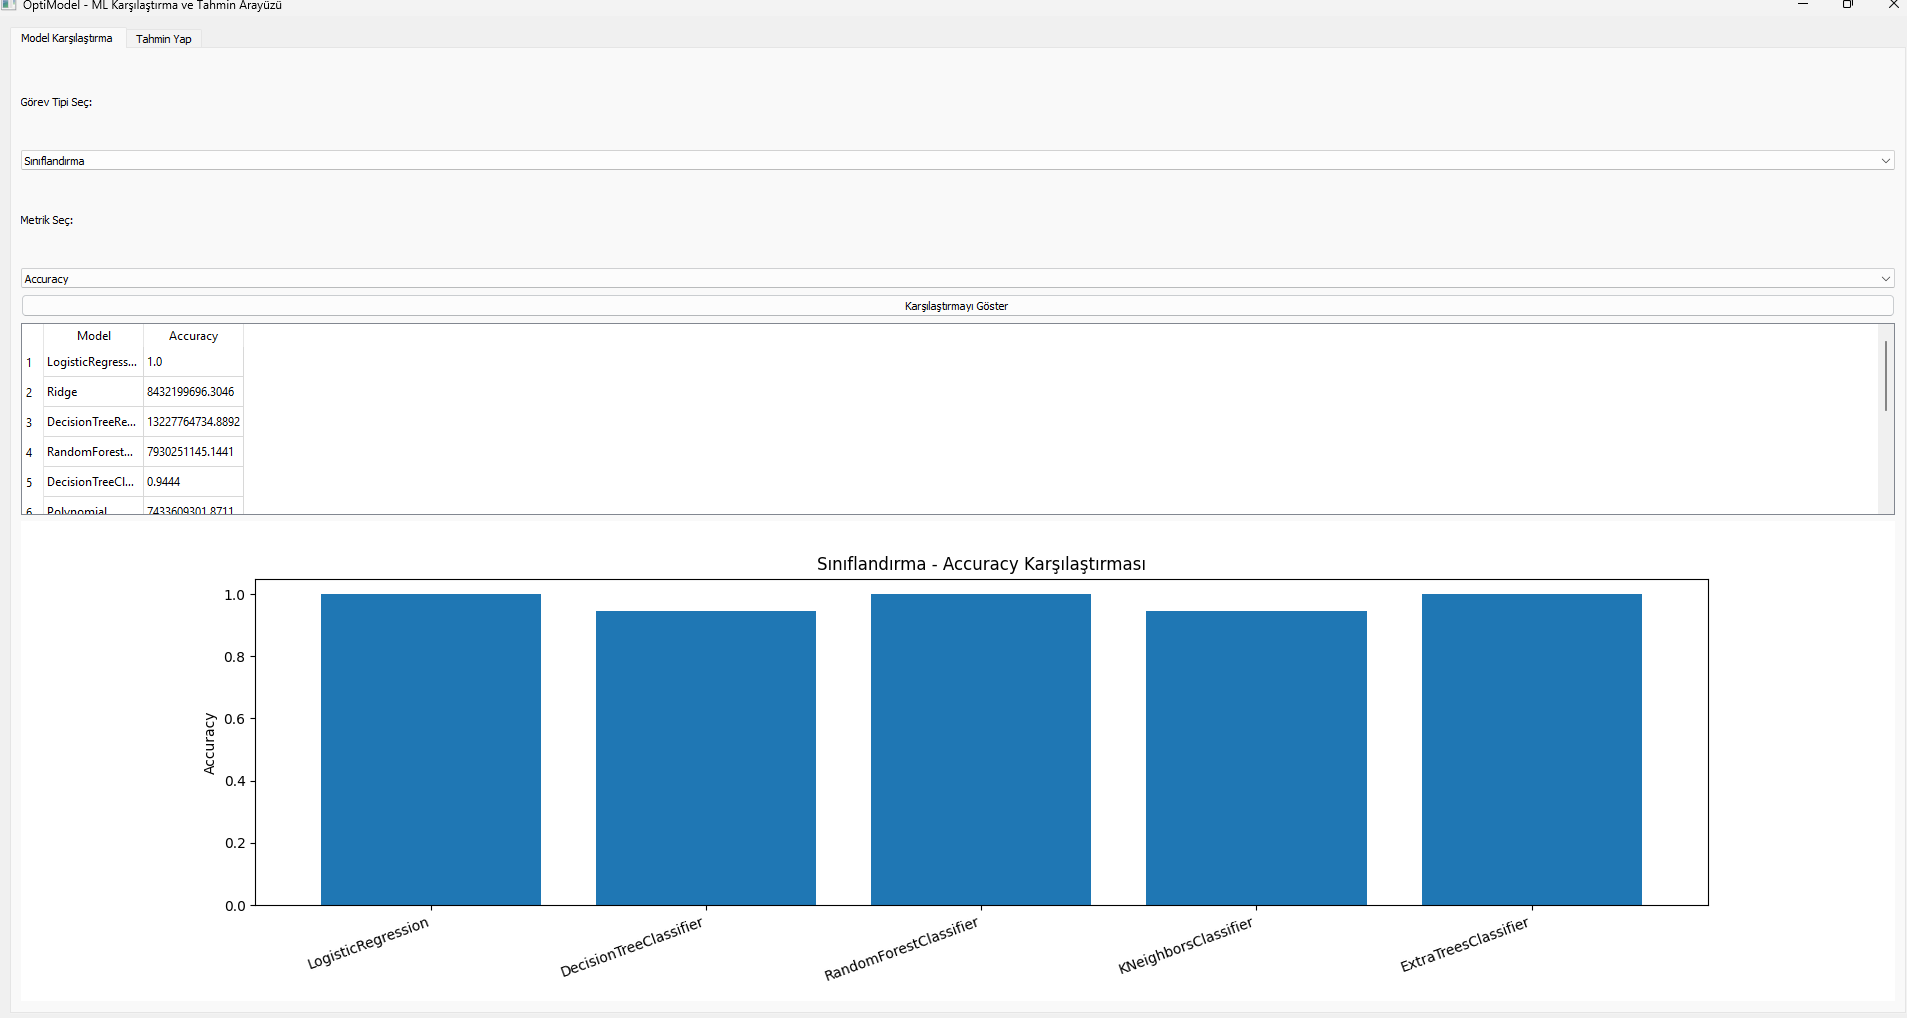 OptiModel - ML Karşılaştırma ve Tahmin Arayüzü
Model Karşılaştırma
Tahmin Yap
Görev Tipi Seç:
Sınıflandırma
Metrik Seç:
Accuracy
Karşılaştırmayı Göster
Model Accuracy
1 LogisticRegress... 1.0
2 Ridge 8432199696.3046
3 DecisionTreeRe... 13227764734.8892
4 RandomForest... 7930251145.1441
5 DecisionTreeCl... 0.9444
6 Polynomial 7433609301.8711
Sınıflandırma - Accuracy Karşılaştırması
Accuracy
1.0
0.8
0.6
0.4
0.2
0.0
LogisticRegression
DecisionTreeClassifier
RandomForestClassifier
KNeighborsClassifier
ExtraTreesClassifier